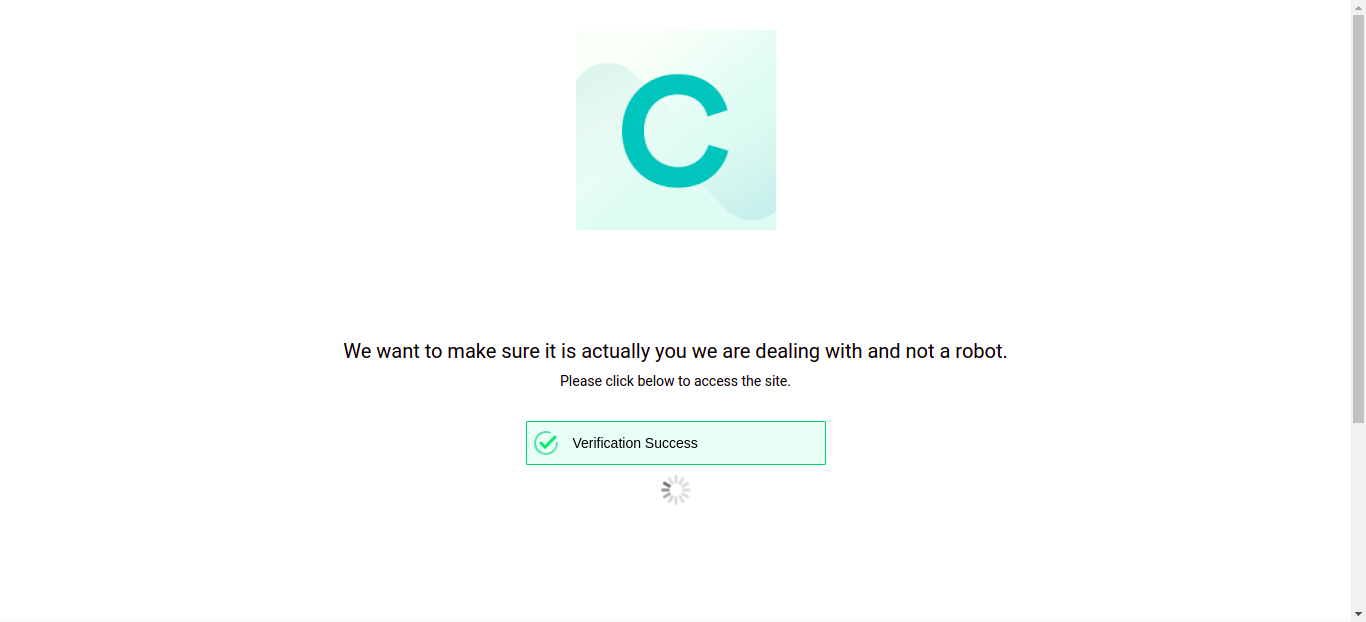 C
We want to make sure it is actually you we are dealing with and not a robot.
Please click below to access the site.
Verification Success